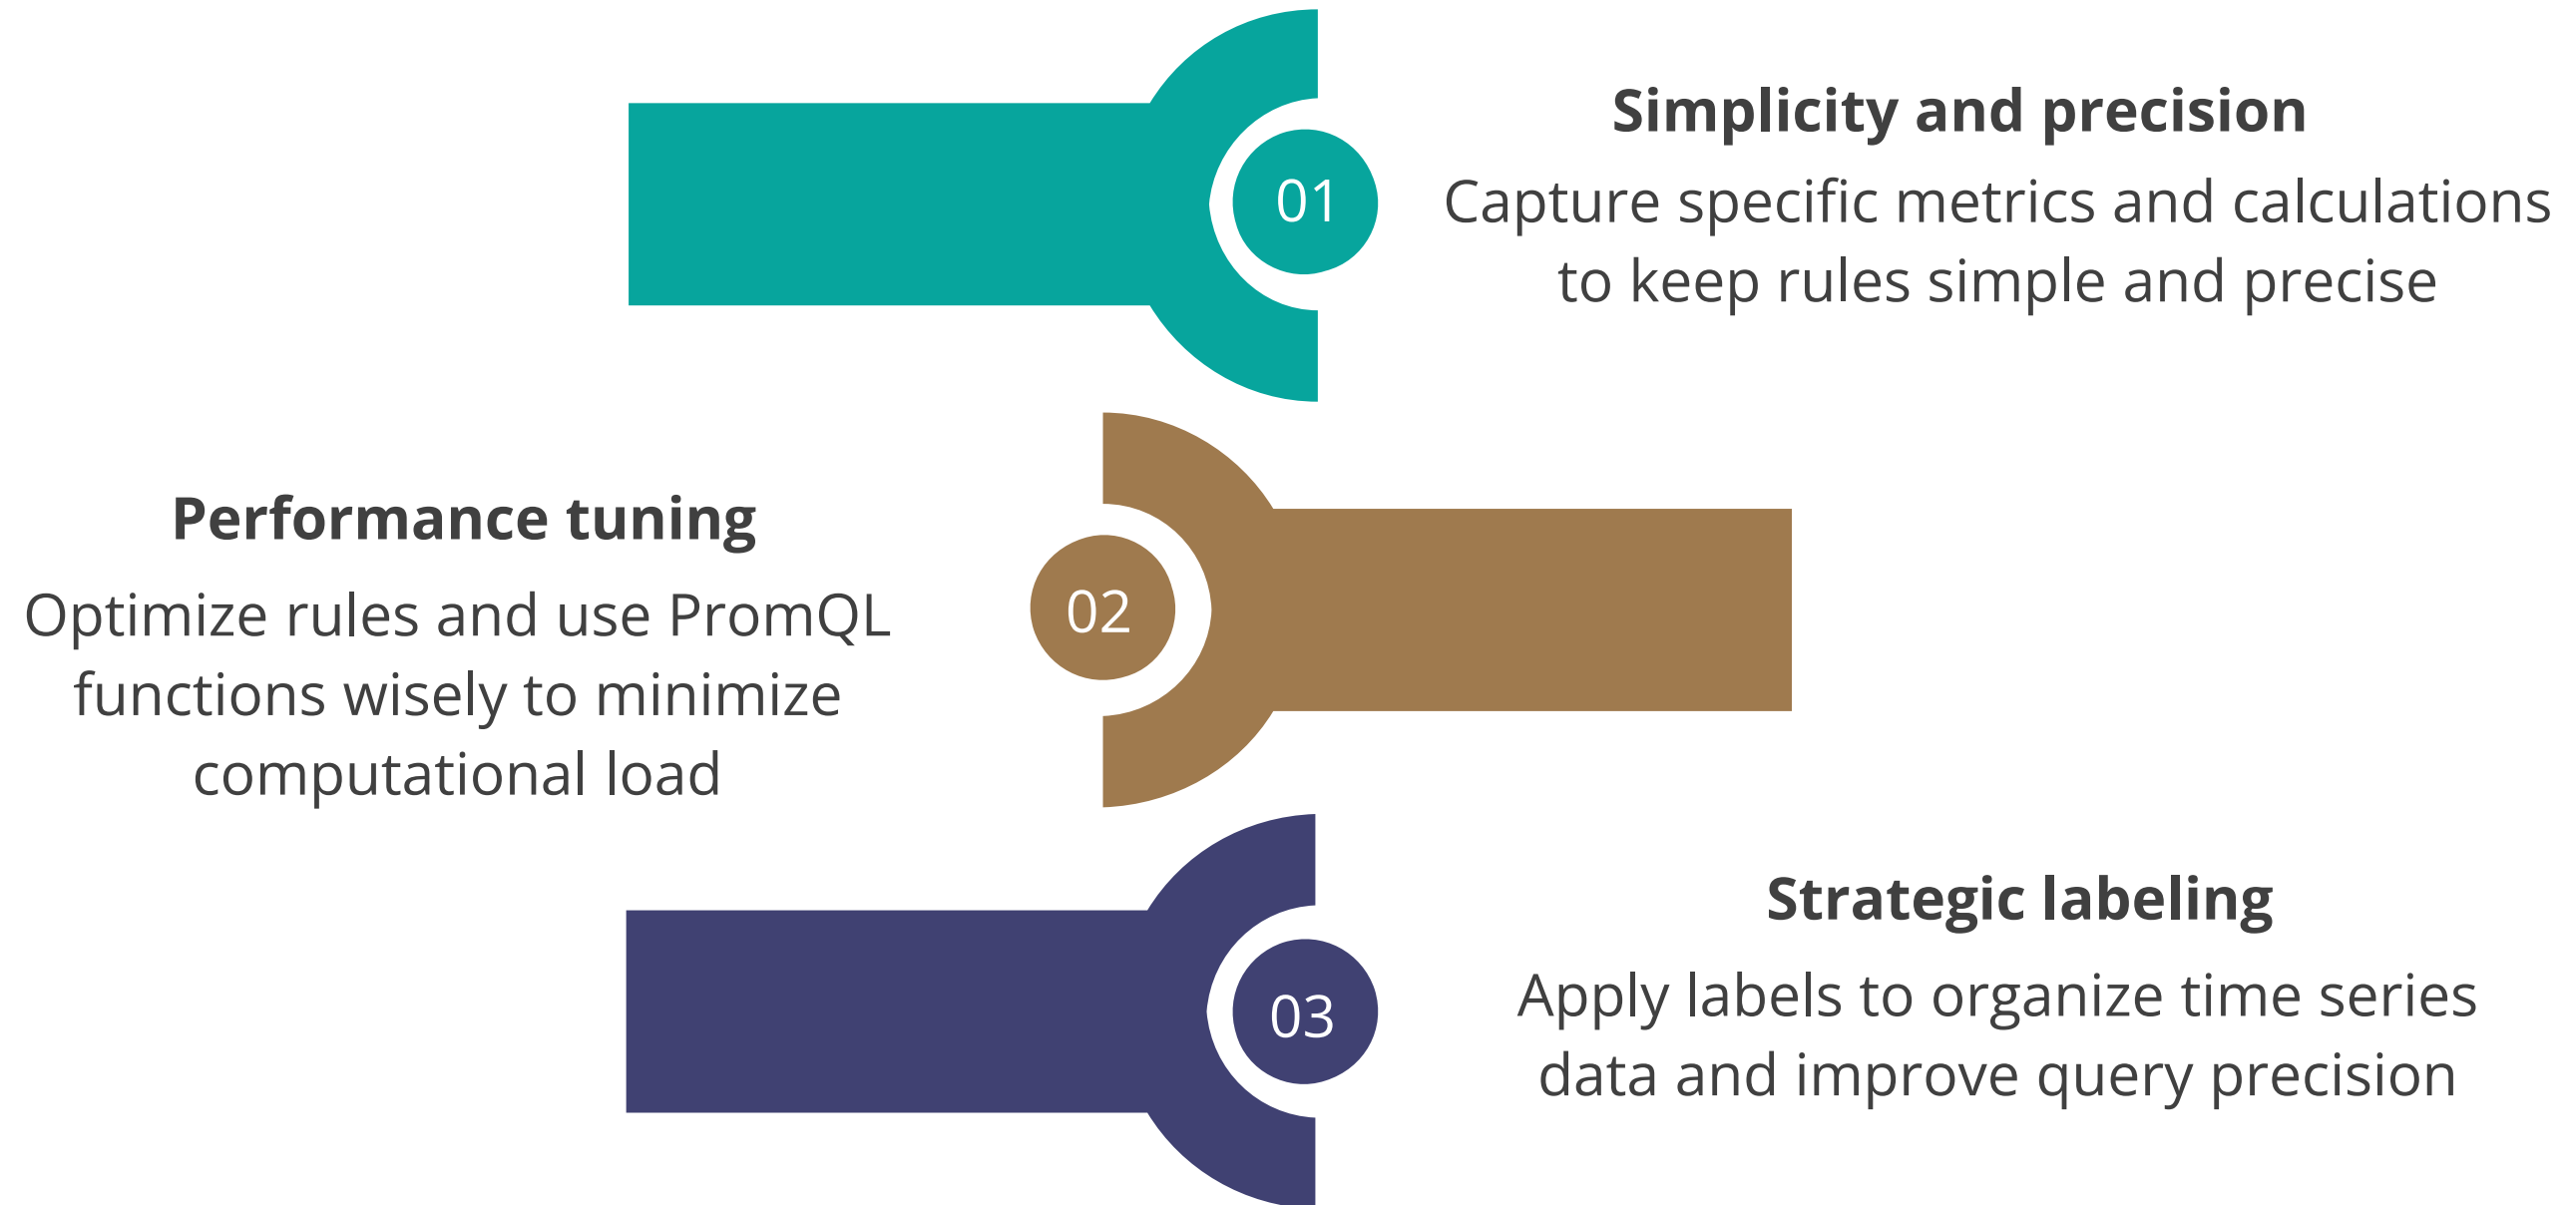 01
Simplicity and precision
Capture specific metrics and calculations
to keep rules simple and precise
Performance tuning
Optimize rules and use PromQL
functions wisely to minimize
computational load
02
03
Strategic labeling
Apply labels to organize time series
data and improve query precision